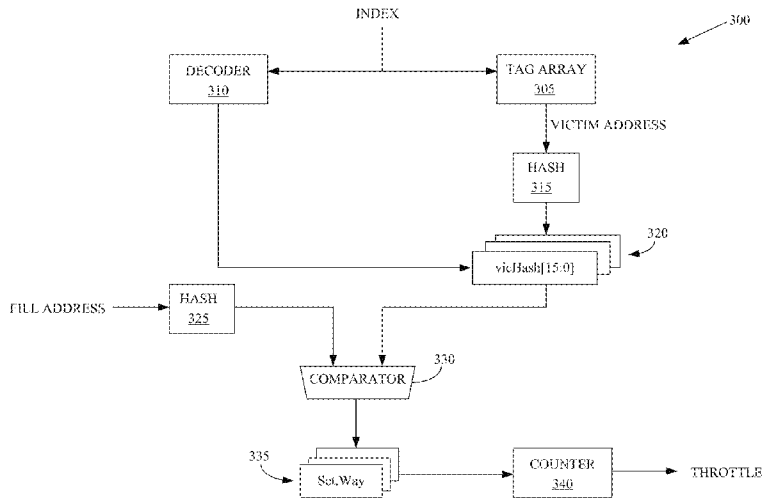 INDEX
300
DECODER
310
TAG ARRAY
305
VICTIM ADDRESS
HASH
315
320
vicHash[15:0]
FILL ADDRESS
HASH
325
COMPARATOR
330
335
Set.Way
COUNTER
340
THROTTLE